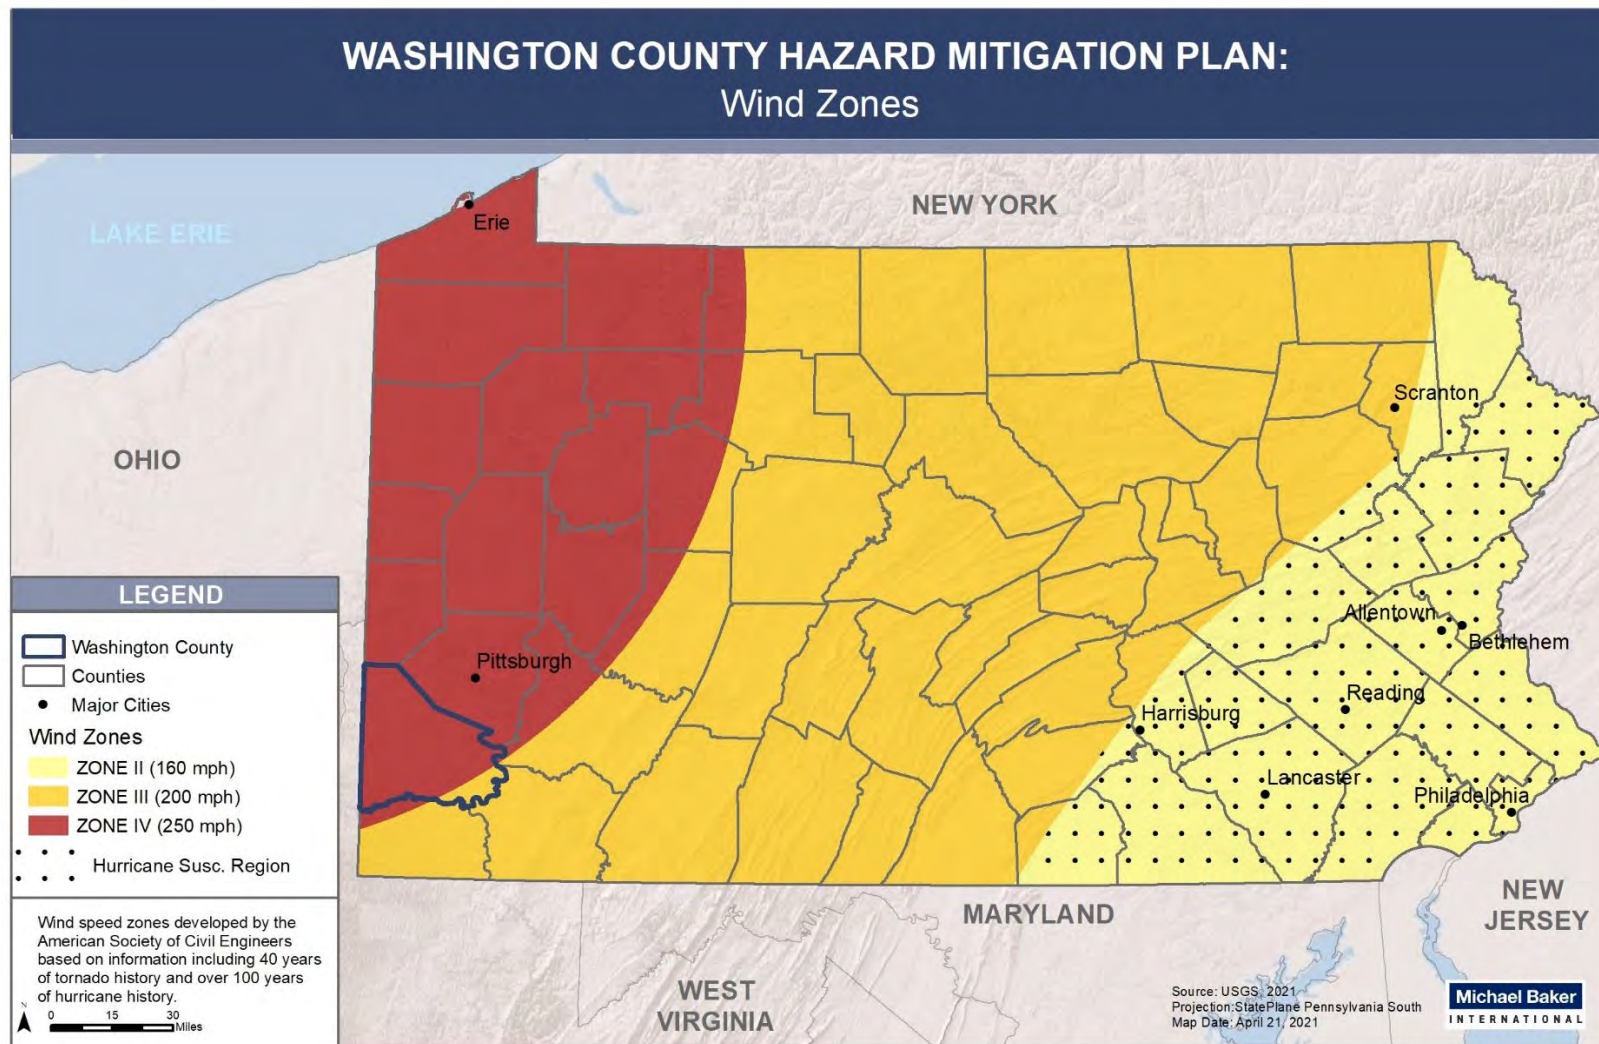 WASHINGTON COUNTY HAZARD MITIGATION PLAN:
Wind Zones
NEW YORK
LAKE ERIE
Erie
OHIO
Scranton
Allentown
Bethlehem
Pittsburgh
Reading
Harrisburg
Lancaster
Philadelphia
NEW
JERSEY
MARYLAND
WEST
VIRGINIA
LEGEND
Washington County
Counties
Major Cities
Wind Zones
ZONE II (160 mph)
ZONE III (200 mph)
ZONE IV (250 mph)
Hurricane Susc. Region
Wind speed zones developed by the
American Society of Civil Engineers
based on information including 40 years
of tornado history and over 100 years
of hurricane history.
N
0 15 30
Miles
Source: USGS, 2021
Projection:StatePlane Pennsylvania South
Map Date: April 21, 2021
Michael Baker
INTERNATIONAL